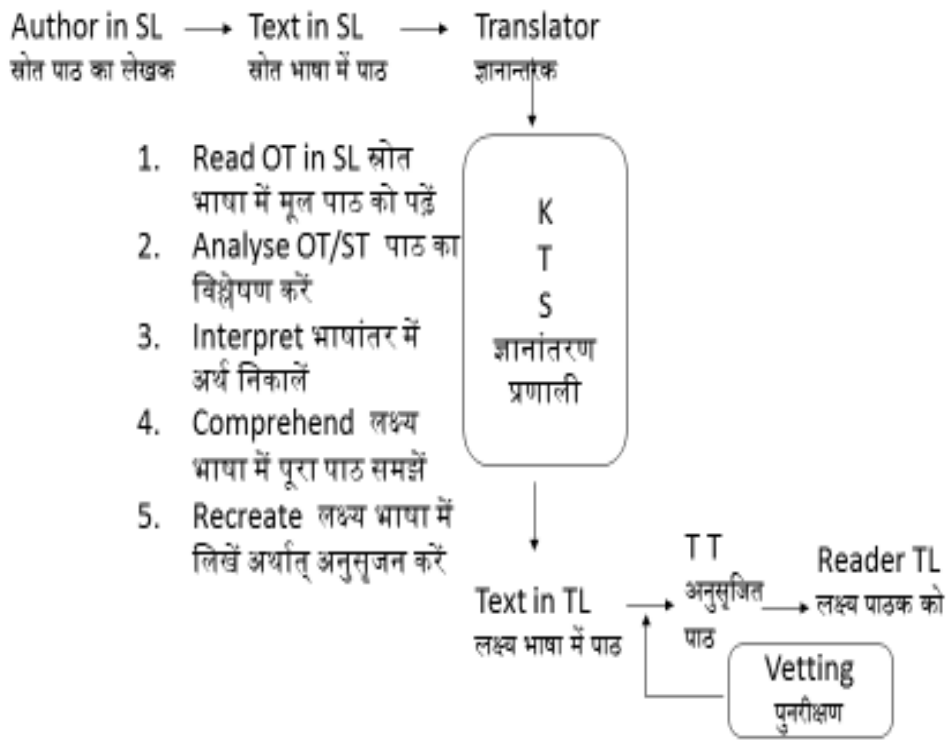 Author in SL → Text in SL → Translator
स्रोत पाठ का लेखक स्रोत भाषा में पाठ ज्ञानान्तरक
1. Read OT in SL स्रोत
भाषा में मूल पाठ को पढ़ें
2. Analyse OT/ST पाठ का
विश्लेषण करें
3. Interpret भाषांतर में
अर्थ निकालें
4. Comprehend लक्ष्य
भाषा में पूरा पाठ समझें
5. Recreate लक्ष्य भाषा में
लिखें अर्थात् अनुसृजन करें
K
T
S
ज्ञानांतरण
प्रणाली
Text in TL
लक्ष्य भाषा में पाठ
T T
अनुसृजित
पाठ
Reader TL
लक्ष्य पाठक को
Vetting
पुनरीक्षण